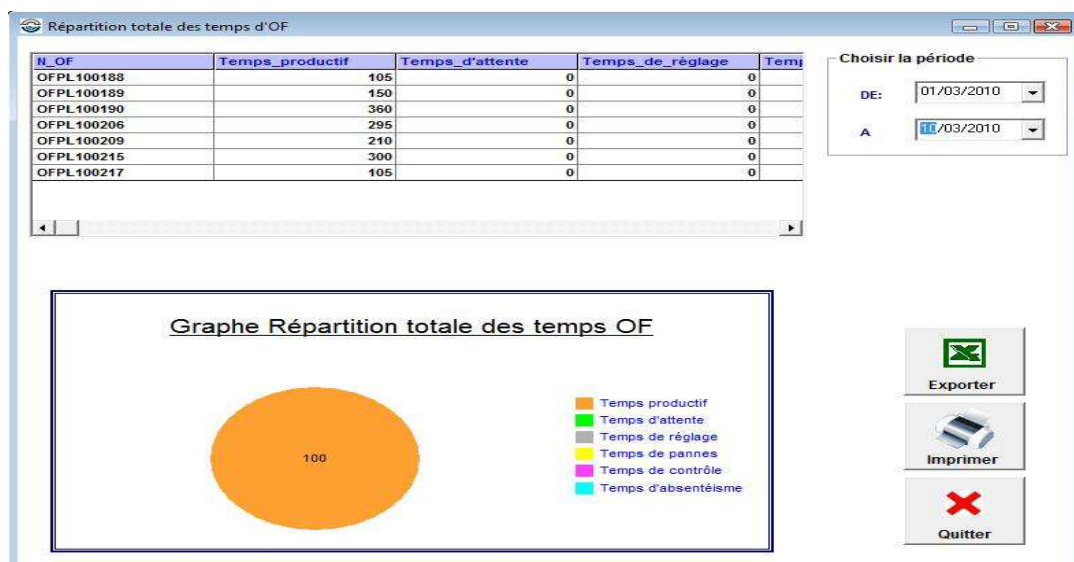 Répartition totale des temps d'OF
N_OF Temps_productif Temps_d'attente Temps_de_réglage Temp
OFPL100188 105 0 0
OFPL100189 150 0 0
OFPL100190 360 0 0
OFPL100206 295 0 0
OFPL100209 210 0 0
OFPL100215 300 0 0
OFPL100217 105 0 0
Choisir la période
DE: 01/03/2010
A 10/03/2010
Graphe Répartition totale des temps OF
100
Temps productif
Temps d'attente
Temps de réglage
Temps de pannes
Temps de contrôle
Temps d'absentéisme
Exporter
Imprimer
Quitter